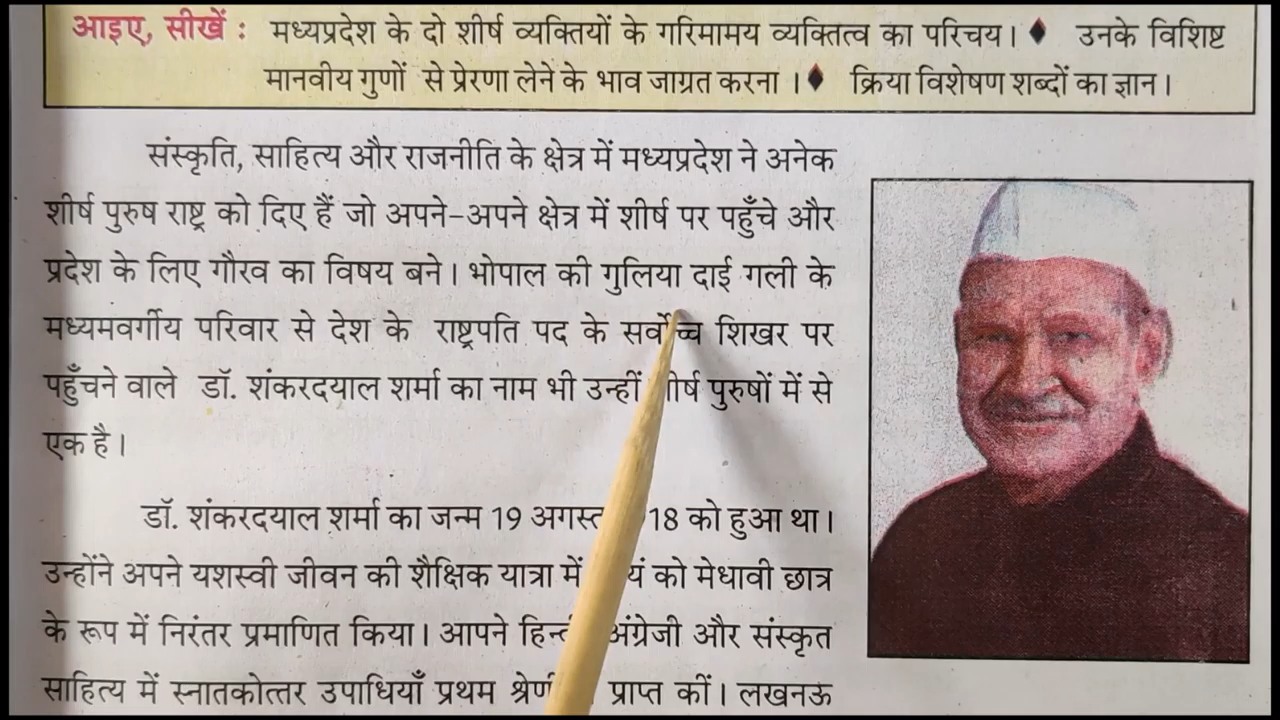 आइए, सीखें : मध्यप्रदेश के दो शीर्ष व्यक्तियों के गरिमामय व्यक्तित्व का परिचय। ♦ उनके विशिष्ट
मानवीय गुणों से प्रेरणा लेने के भाव जाग्रत करना । ♦ क्रिया विशेषण शब्दों का ज्ञान।
संस्कृति, साहित्य और राजनीति के क्षेत्र में मध्यप्रदेश ने अनेक
शीर्ष पुरुष राष्ट्र को दिए हैं जो अपने-अपने क्षेत्र में शीर्ष पर पहुँचे और
प्रदेश के लिए गौरव का विषय बने। भोपाल की गुलिया दाई गली के
मध्यमवर्गीय परिवार से देश के राष्ट्रपति पद के सर्वोच्च शिखर पर
पहुँचने वाले डॉ. शंकरदयाल शर्मा का नाम भी उन्हीं पुरुषों में से
एक है।
डॉ. शंकरदयाल शर्मा का जन्म 19 अगस्त 18 को हुआ था।
उन्होंने अपने यशस्वी जीवन की शैक्षिक यात्रा में को मेधावी छात्र
के रूप में निरंतर प्रमाणित किया। आपने अंग्रेजी और संस्कृत
साहित्य में स्नातकोत्तर उपाधियाँ प्रथम प्राप्त कीं। लखनऊ